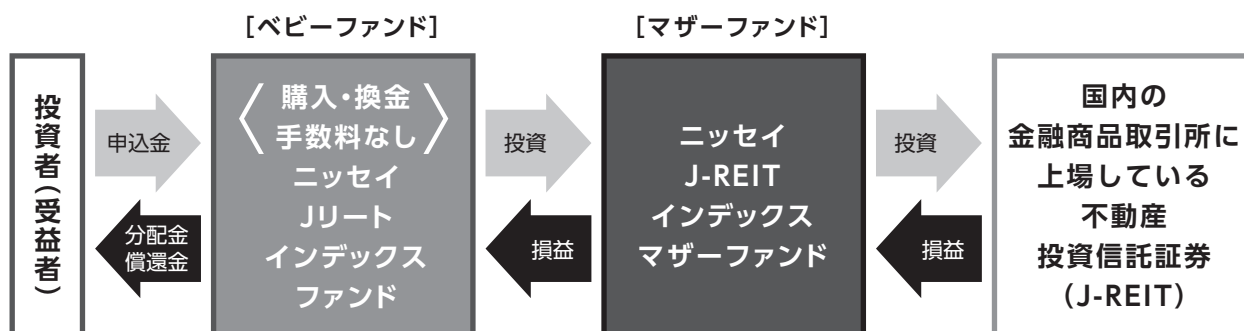 ［ベビーファンド］
［マザーファンド］
投資者（受益者）
申込金
分配金
償還金
〈購入・換金
手数料なし〉
ニッセイ
Jリート
インデックス
ファンド
投資
損益
ニッセイ
J-REIT
インデックス
マザーファンド
投資
損益
国内の
金融商品取引所に
上場している
不動産
投資信託証券
（J-REIT）